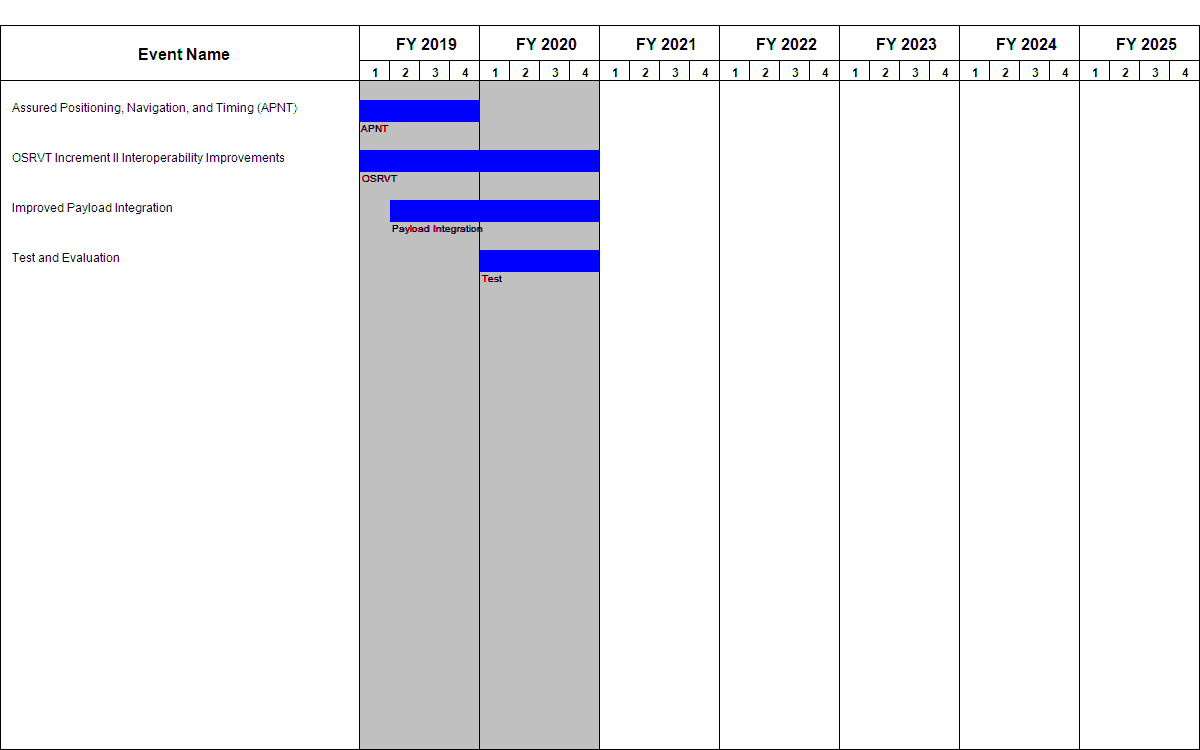 Event Name FY 2019 FY 2020 FY 2021 FY 2022 FY 2023 FY 2024 FY 2025
1 2 3 4 1 2 3 4 1 2 3 4 1 2 3 4 1 2 3 4 1 2 3 4 1 2 3 4
Assured Positioning, Navigation, and Timing (APNT)
APNT
OSRVT Increment II Interoperability Improvements
OSRVT
Improved Payload Integration
Payload Integration
Test and Evaluation
Test